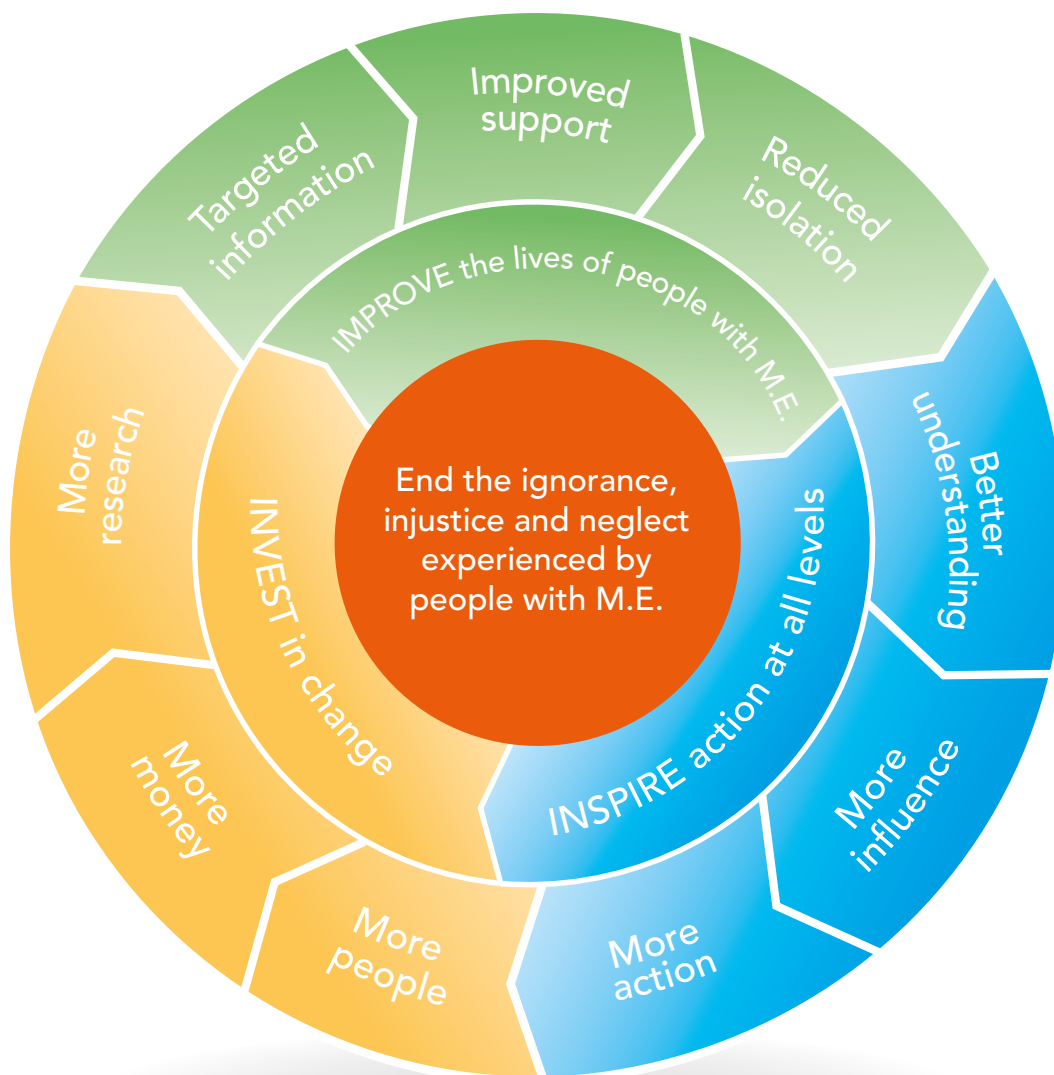 Improved
support
Reduced
isolation
Better
understanding
More
influence
More
action
More
people
More
money
More
research
Targeted
information
IMPROVE the lives of people with M.E.
INSPIRE action at all levels
INVEST in change
End the ignorance,
injustice and neglect
experienced by
people with M.E.